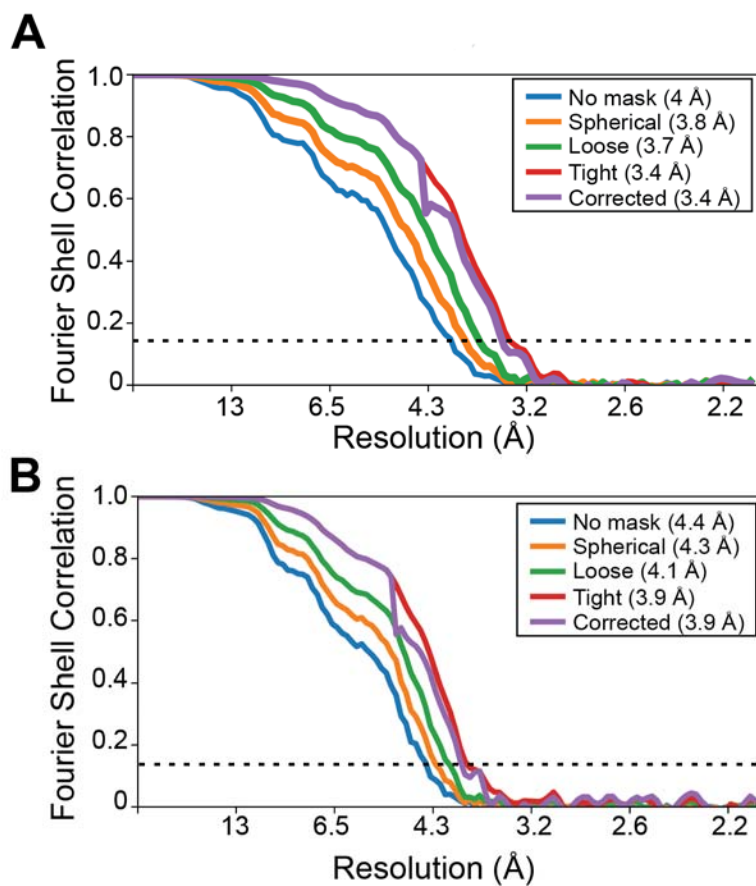 A
Fourier Shell Correlation
1.0
0.8
0.6
0.4
0.2
0
No mask (4 Å)
Spherical (3.8 Å)
Loose (3.7 Å)
Tight (3.4 Å)
Corrected (3.4 Å)
13 6.5 4.3 3.2 2.6 2.2
Resolution (Å)
B
Fourier Shell Correlation
1.0
0.8
0.6
0.4
0.2
0
No mask (4.4 Å)
Spherical (4.3 Å)
Loose (4.1 Å)
Tight (3.9 Å)
Corrected (3.9 Å)
13 6.5 4.3 3.2 2.6 2.2
Resolution (Å)